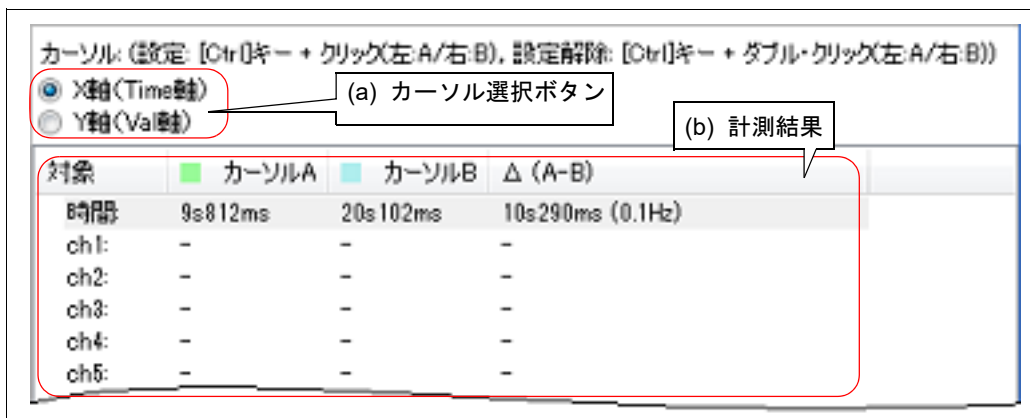 カーソル: (設定: [Ctrl]キー + クリック(左:A/右:B), 設定解除: [Ctrl]キー + ダブル・クリック(左:A/右:B))
X軸(Time軸)
(a) カーソル選択ボタン
Y軸(Val軸)
(b) 計測結果
対象 カーソルA カーソルB Δ (A-B)
時間: 9s812ms 20s102ms 10s290ms (0.1Hz)
ch1: - - -
ch2: - - -
ch3: - - -
ch4: - - -
ch5: - - -